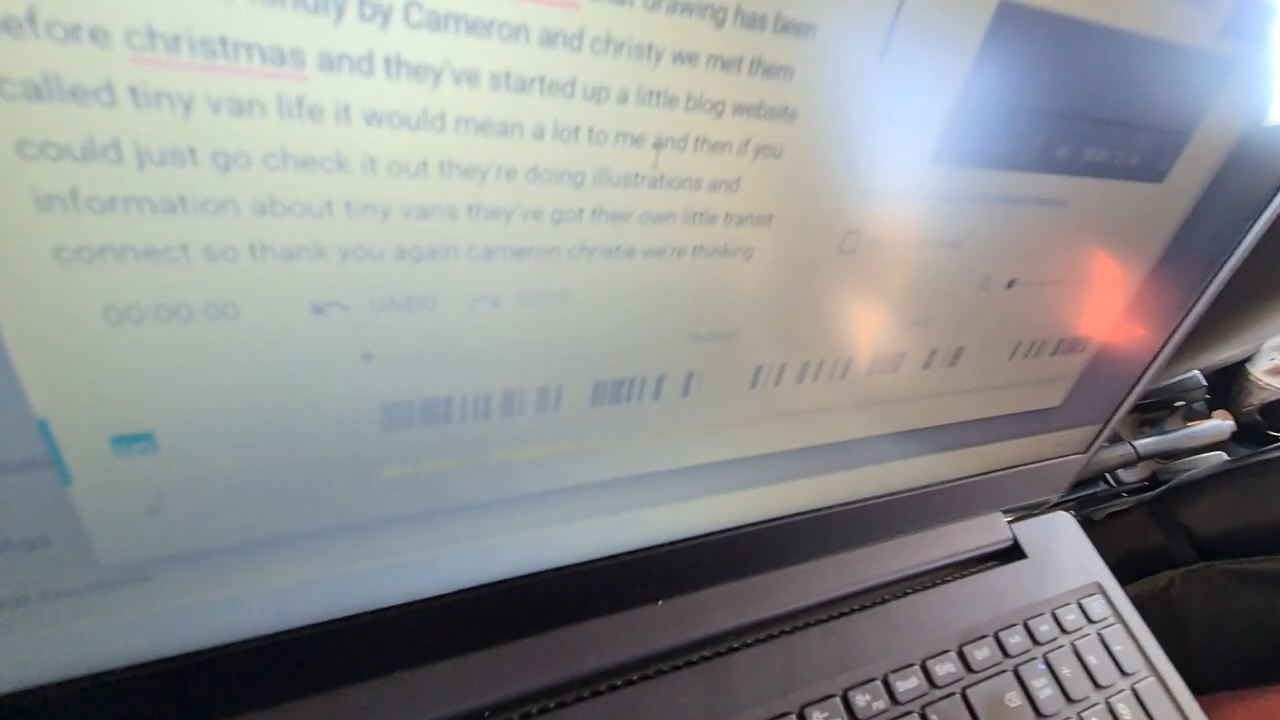 drawing has been
kindly by Cameron and christy we met them
efore christmas and they've started up a little blog website
called tiny van life it would mean a lot to me and then if you
could just go check it out they're doing illustrations and
information about tiny vans they've got their own little transit
connect so thank you again cameron christie we're thinking
00:00:00 UNDO